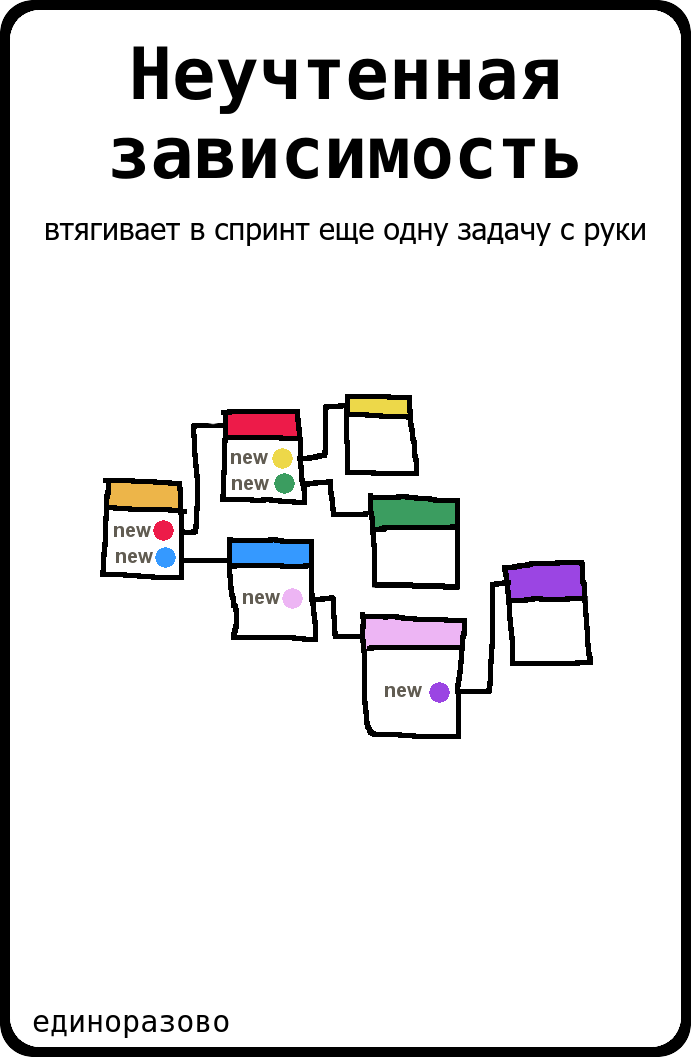 Неучтенная
зависимость
втягивает в спринт еще одну задачу с руки
new
new
new
new
new
new
единоразово